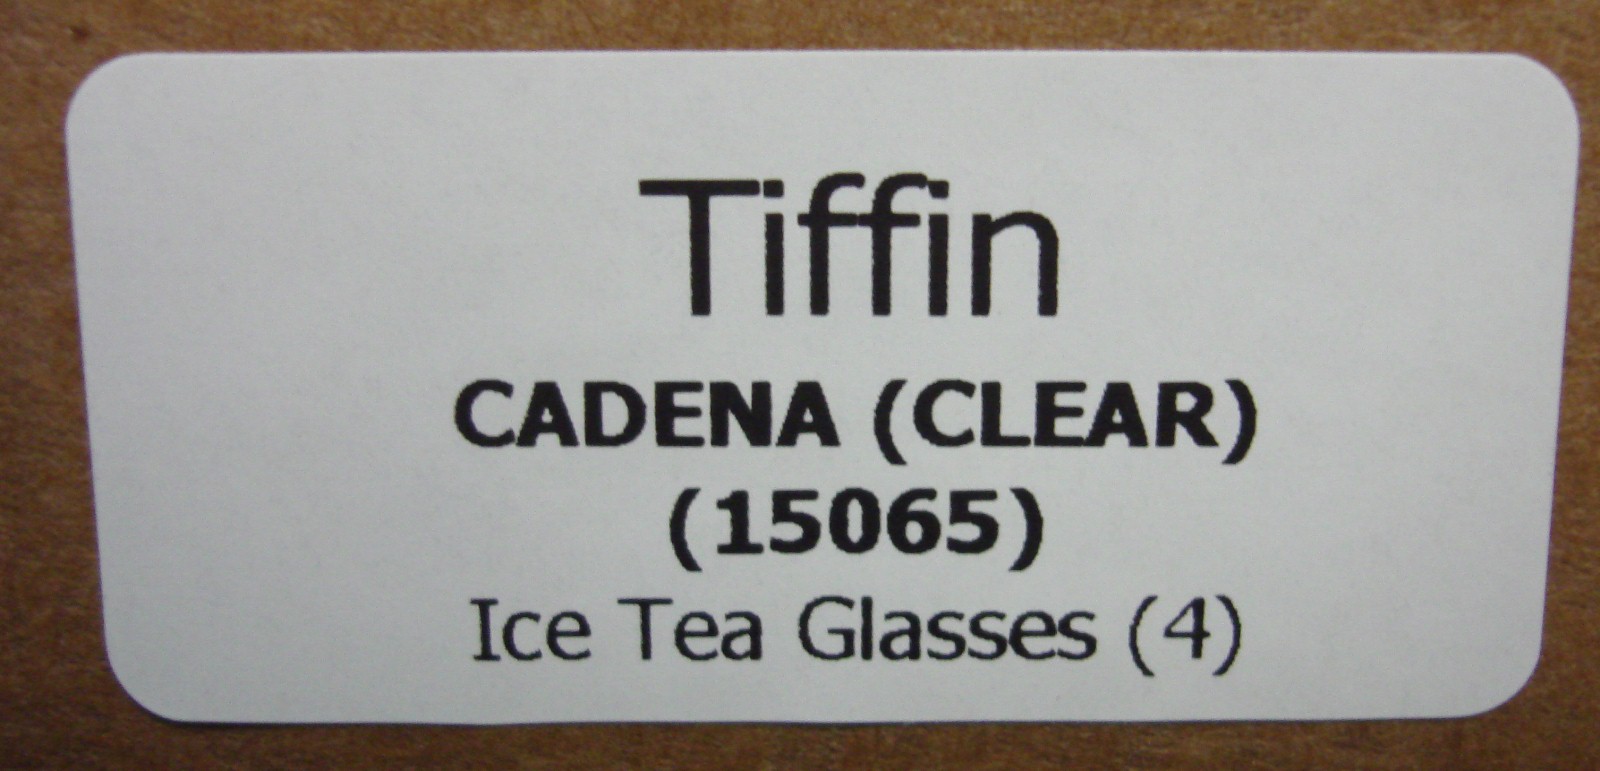 Tiffin
CADENA (CLEAR)
(15065)
Ice Tea Glasses (4)